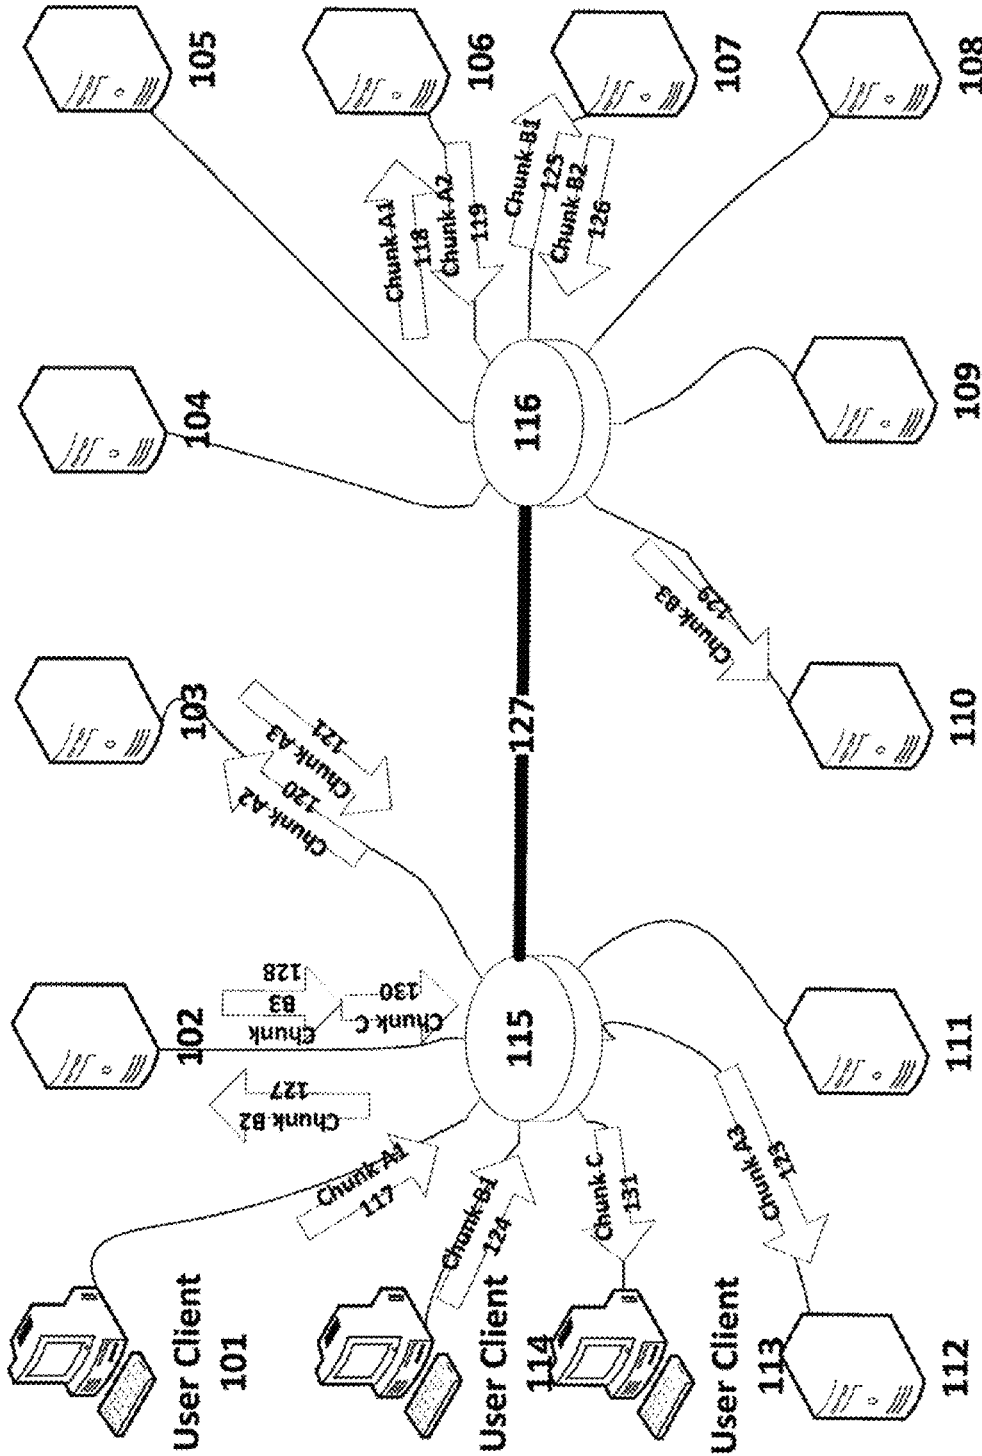 User Client
101
102
103
104
105
Chunk B2
127
Chunk
B3
128
Chunk C
130
Chunk A2
120
Chunk A3
121
Chunk A1
117
Chunk A1
118
Chunk A2
119
106
User Client
114
Chunk B1
124
115
127
116
Chunk B1
125
Chunk B2
126
Chunk C
131
Chunk B3
129
107
User Client
113
Chunk A3
123
112
111
110
109
108